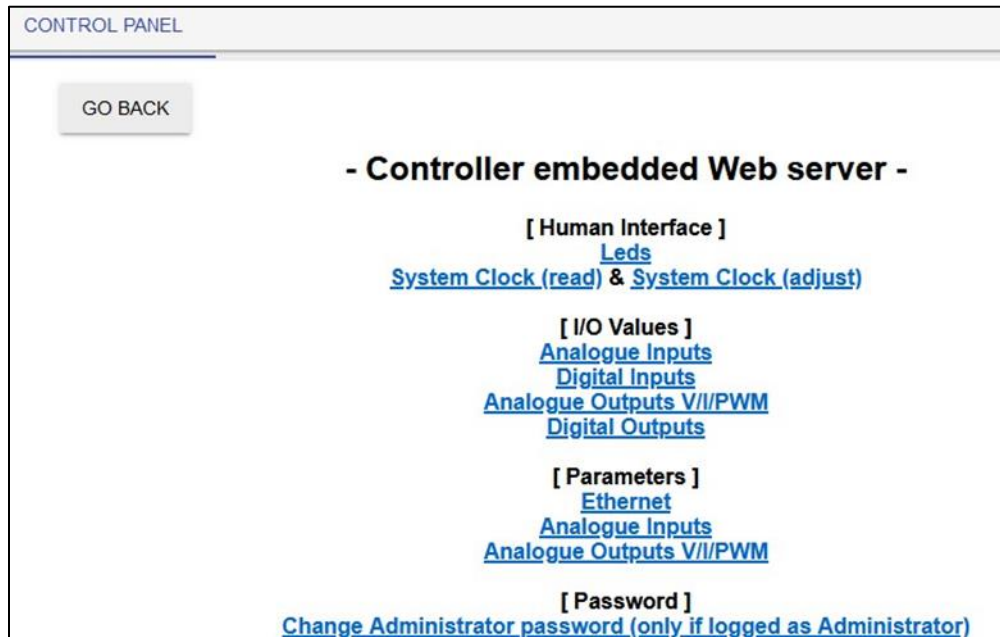 CONTROL PANEL
GO BACK
- Controller embedded Web server -
[ Human Interface ]
Leds
System Clock (read) & System Clock (adjust)
[ I/O Values ]
Analogue Inputs
Digital Inputs
Analogue Outputs V/I/PWM
Digital Outputs
[ Parameters ]
Ethernet
Analogue Inputs
Analogue Outputs V/I/PWM
[ Password ]
Change Administrator password (only if logged as Administrator)